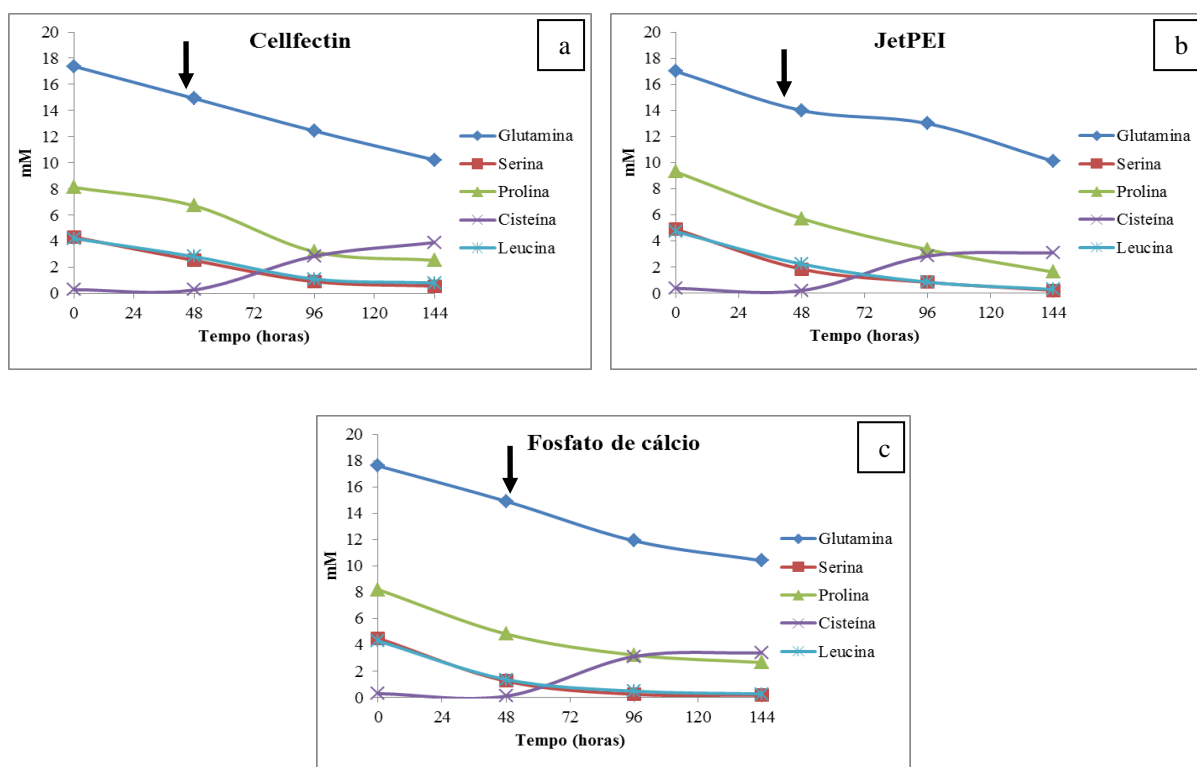 Cellfectin
a
20
18
16
14
12
10
8
6
4
2
0
mM
0 24 48 72 96 120 144
Tempo (horas)
Glutamina
Serina
Prolina
Cisteína
Leucina
JetPEI
b
20
18
16
14
12
10
8
6
4
2
0
mM
0 24 48 72 96 120 144
Tempo (horas)
Glutamina
Serina
Prolina
Cisteína
Leucina
Fosfato de cálcio
c
20
18
16
14
12
10
8
6
4
2
0
mM
0 24 48 72 96 120 144
Tempo (horas)
Glutamina
Serina
Prolina
Cisteína
Leucina